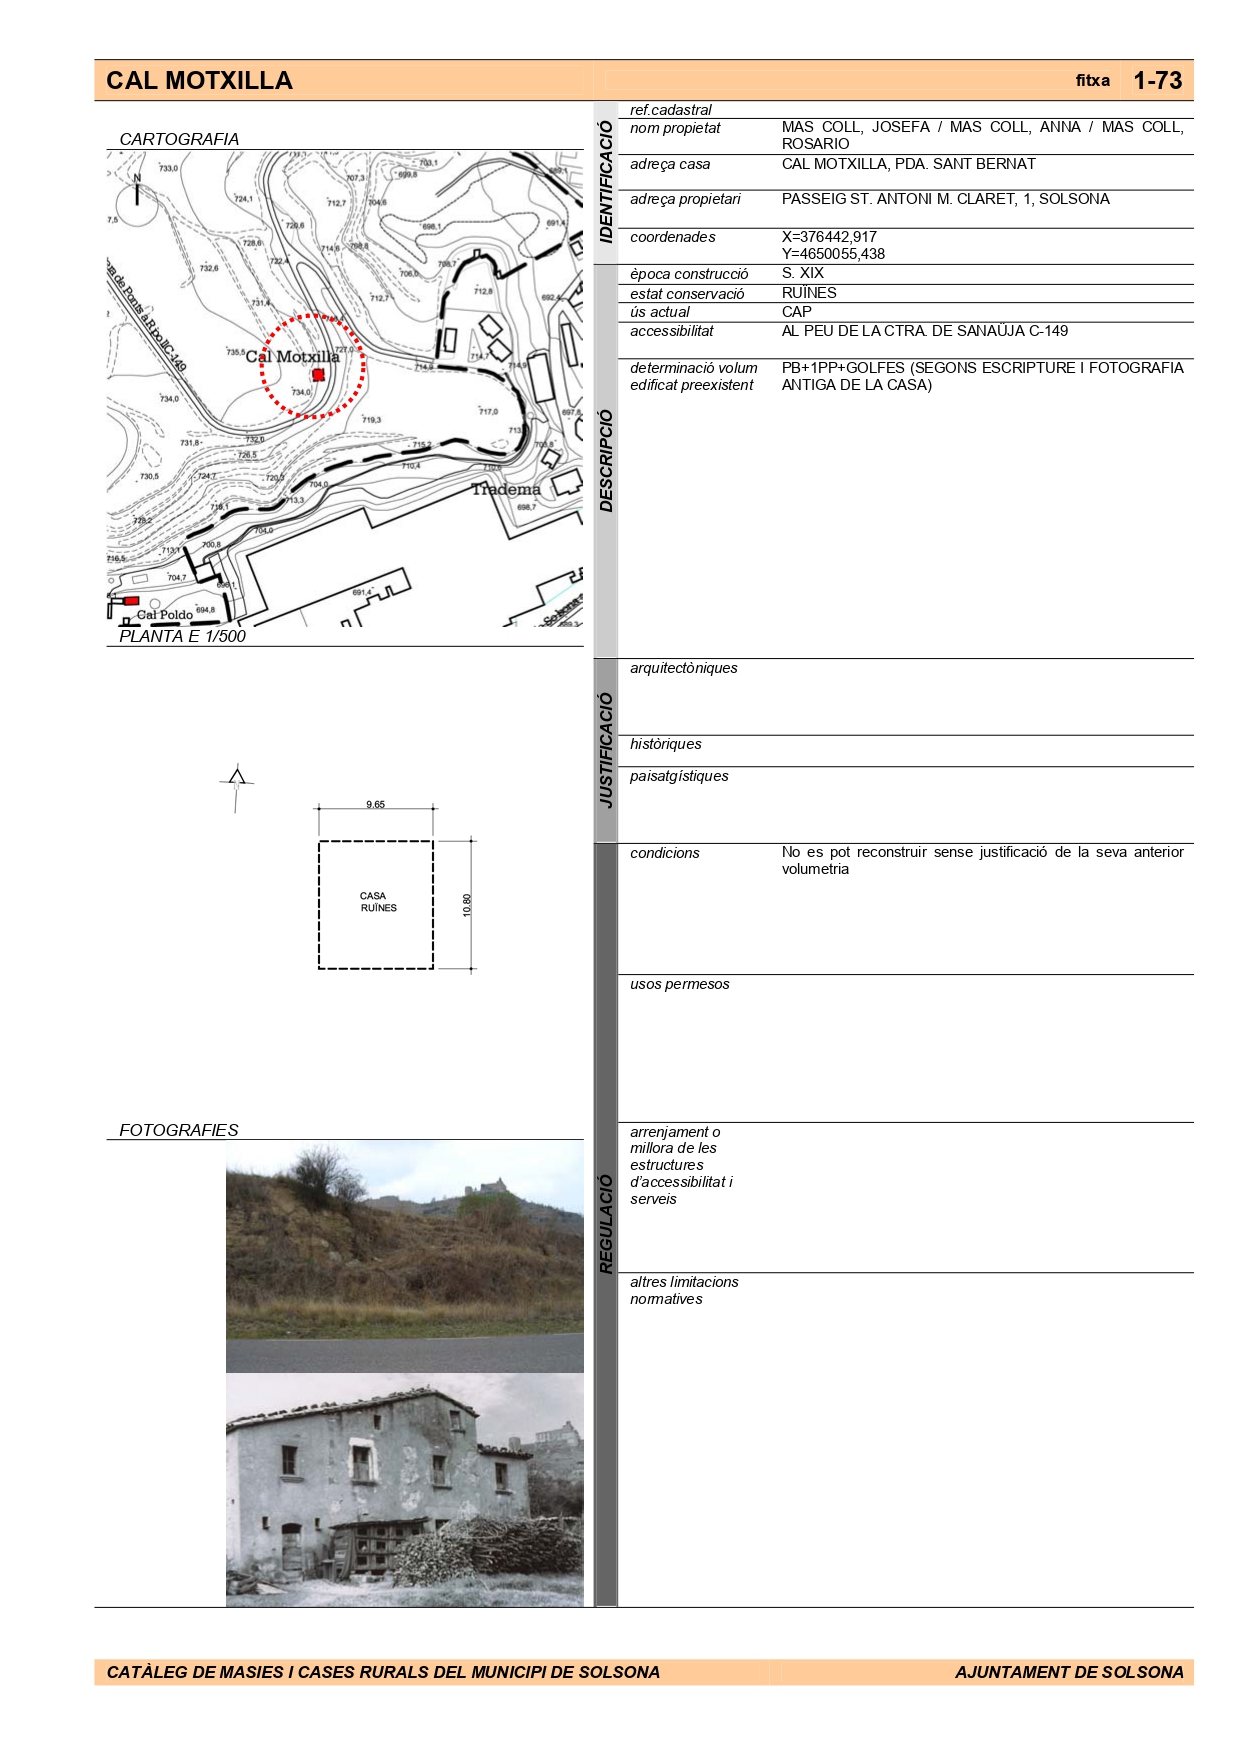 CAL MOTXILLA
fitxa 1-73
CARTOGRAFIA
N
733,0
724,1
707,3
699,8
703,1
712,7
704,6
7,5
720,6
698,1
691,4
728,6
714,6
708,8
722,4
732,6
706,0
708,7
712,8
731,4
712,7
692,4
735,5
Cal Motxilla
727,0
714,9
714,7
714,9
734,0
734,0
719,3
717,0
697,8
731,8
732,0
715,2
713,
703,8
726,5
710,4
710,6
730,5
724,7
720,3
704,0
Tradema
713,3
698,7
718,1
728,2
704,0
713,1
700,8
716,5
704,7
696,1
691,4
Cal Poldo
694,8
PLANTA E 1/500
9.65
CASA
RUÏNES
10.80
FOTOGRAFIES
IDENTIFICACIÓ
ref.cadastral
nom propietat MAS COLL, JOSEFA / MAS COLL, ANNA / MAS COLL,
ROSARIO
adreça casa CAL MOTXILLA, PDA. SANT BERNAT
adreça propietari PASSEIG ST. ANTONI M. CLARET, 1, SOLSONA
coordenades X=376442,917
Y=4650055,438
DESCRIPCIÓ
època construcció S. XIX
estat conservació RUÏNES
ús actual CAP
accessibilitat AL PEU DE LA CTRA. DE SANAÜJA C-149
determinació volum PB+1PP+GOLFES (SEGONS ESCRIPTURE I FOTOGRAFIA
edificat preexistent ANTIGA DE LA CASA)
JUSTIFICACIÓ
arquitectòniques
històriques
paisatgístiques
REGULACIÓ
condicions No es pot reconstruir sense justificació de la seva anterior
volumetria
usos permesos
arrenjament o
millora de les
estructures
d'accessibilitat i
serveis
altres limitacions
normatives
CATÀLEG DE MASIES I CASES RURALS DEL MUNICIPI DE SOLSONA
AJUNTAMENT DE SOLSONA